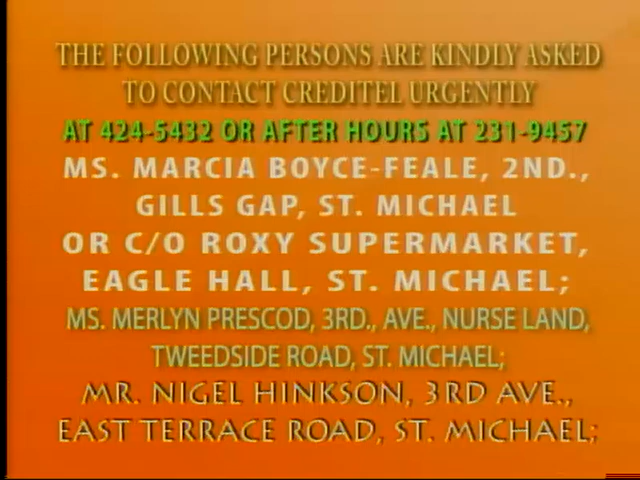 THE FOLLOWING PERSONS ARE KINDLY ASKED
TO CONTACT CREDITEL URGENTLY
AT 424-5432 OR AFTER HOURS AT 231-9457
MS. MARCIA BOYCE-FEALE, 2ND.,
GILLS GAP, ST. MICHAEL
OR C/O ROXY SUPERMARKET,
EAGLE HALL, ST. MICHAEL;
MS. MERLYN PRESCOD, 3RD., AVE., NURSE LAND,
TWEEDSIDE ROAD, ST. MICHAEL;
MR. NIGEL HINKSON, 3RD AVE.,
EAST TERRACE ROAD, ST. MICHAEL;